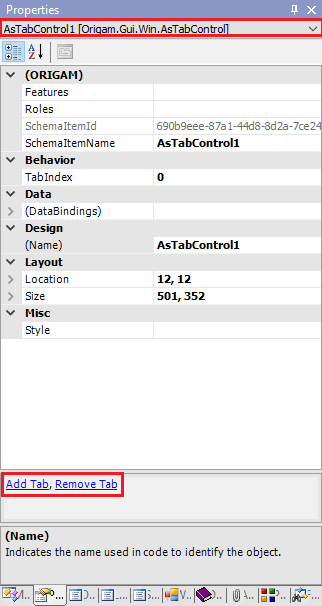 Properties
AsTabControl1 [Origam.Gui.Win.AsTabControl]
(ORIGAM)
Features
Roles
SchemaItemId 690b9eee-87a1-44d8-8d2a-7ce24
SchemaItemName AsTabControl1
Behavior
TabIndex 0
Data
(DataBindings)
Design
(Name) AsTabControl1
Layout
Location 12, 12
Size 501, 352
Misc
Style
Add Tab, Remove Tab
(Name)
Indicates the name used in code to identify the object.